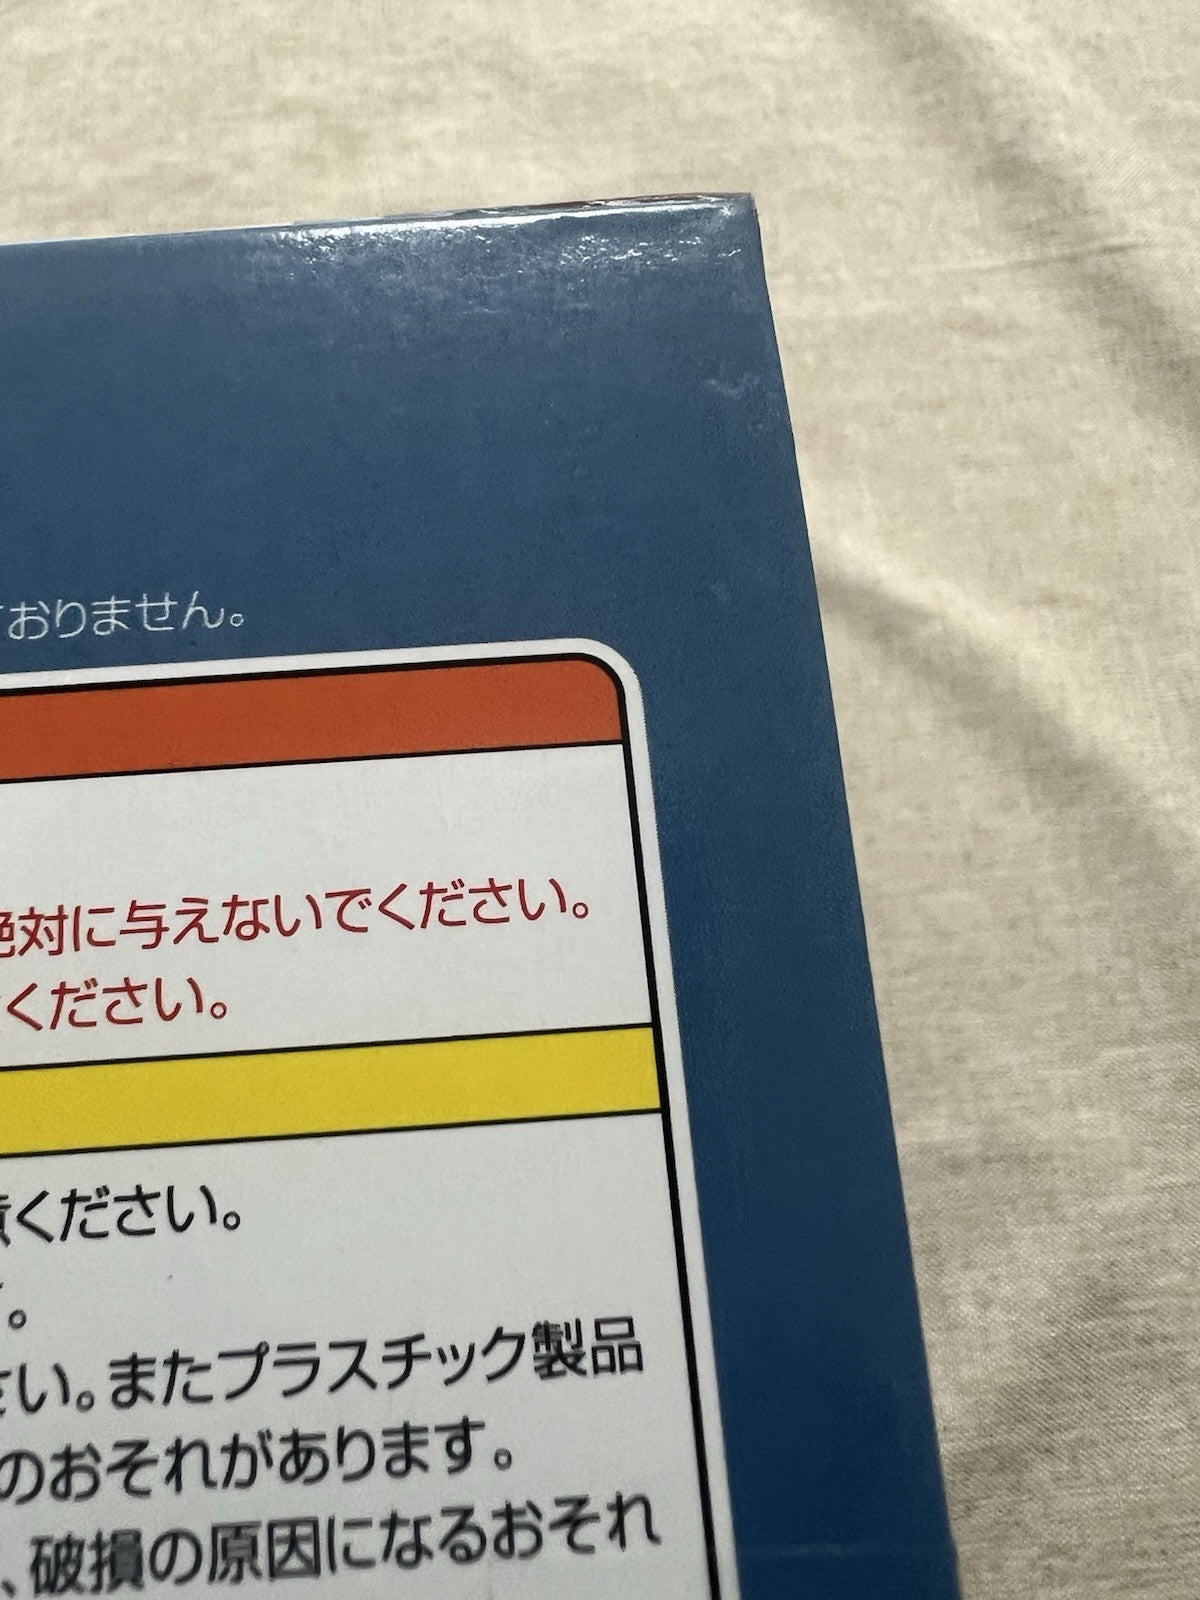 おりません。
絶対に与えないでください。
ください。
ください。
。
さい。またプラスチック製品
のおそれがあります。
、破損の原因になるおそれ